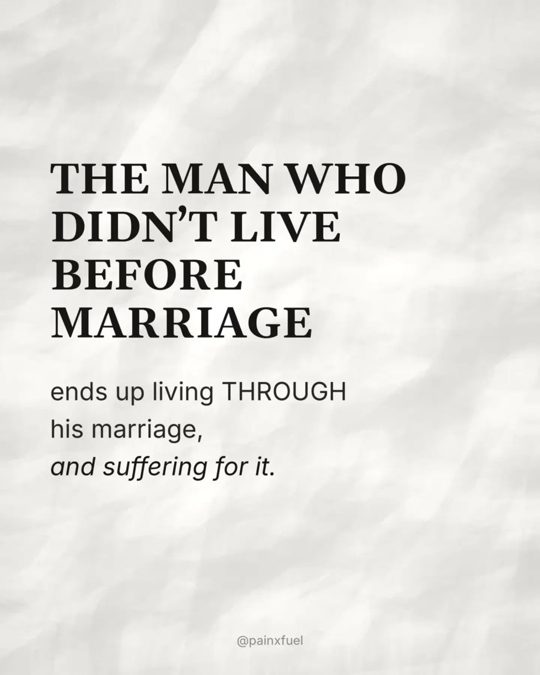 THE MAN WHO
DIDN’T LIVE
BEFORE
MARRIAGE
ends up living THROUGH
his marriage,
and suffering for it.
@painxfuel